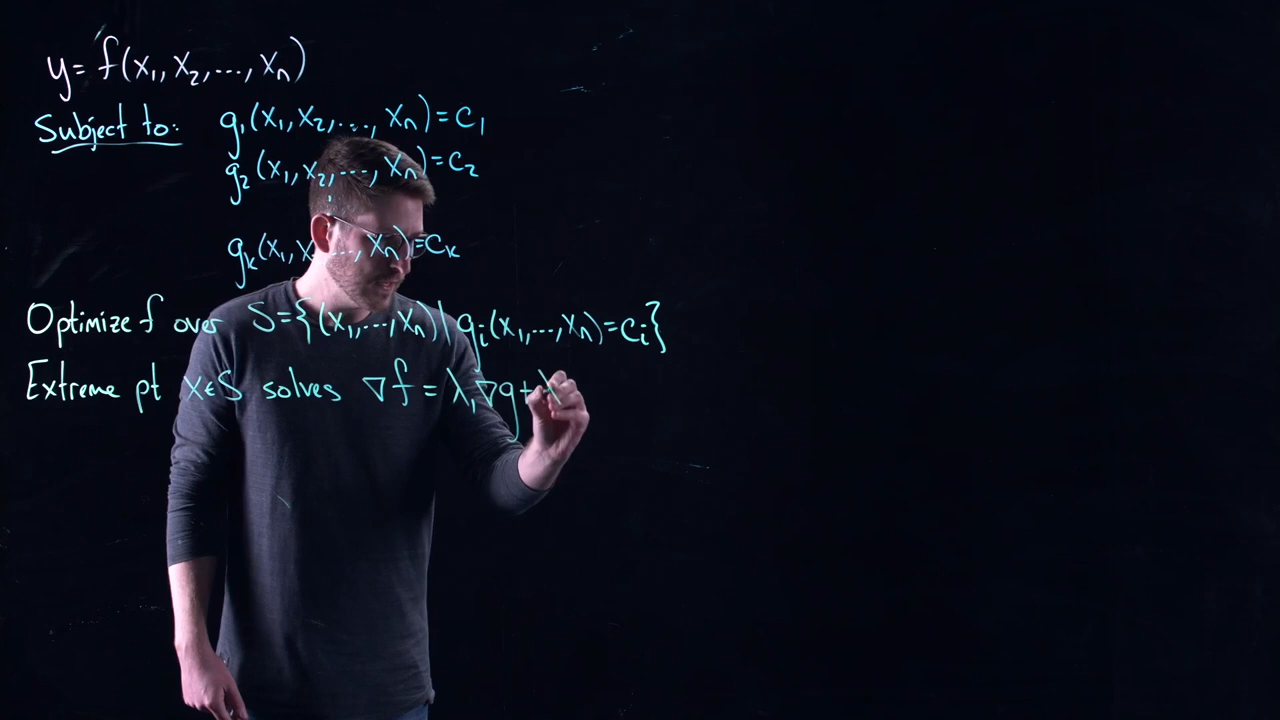 y = f(x₁, x₂, ..., xₙ)
Subject to: g₁(x₁, x₂, ..., xₙ) = c₁
g₂(x₁, x₂, ..., xₙ) = c₂
gₖ(x₁, x ..., xₙ) = cₖ
Optimize f over S = {(x₁, ..., xₙ) | gᵢ(x₁, ..., xₙ) = cᵢ}
Extreme pt x ∈ S solves ∇f = λ₁∇g + λ